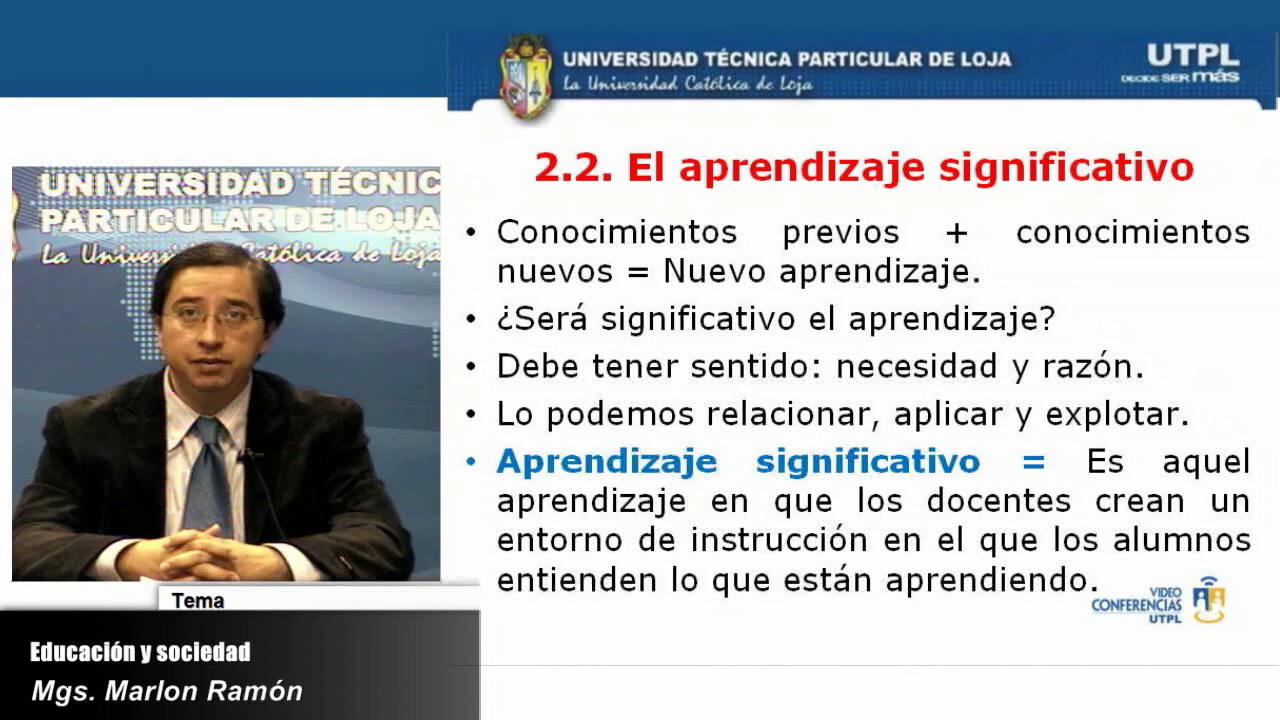 UNIVERSIDAD TÉCNICA PARTICULAR DE LOJA
La Universidad Católica de Loja
UTPL
DECIDE SER MÁS
UNIVERSIDAD TÉCNIC
PARTICULAR DE LOJA
La Universidad Católica de Loja
2.2. El aprendizaje significativo
• Conocimientos previos + conocimientos
nuevos = Nuevo aprendizaje.
• ¿Será significativo el aprendizaje?
• Debe tener sentido: necesidad y razón.
• Lo podemos relacionar, aplicar y explotar.
• Aprendizaje significativo = Es aquel
aprendizaje en que los docentes crean un
entorno de instrucción en el que los alumnos
entienden lo que están aprendiendo.
VIDEO
CONFERENCIAS
UTPL
Tema
Educación y sociedad
Mgs. Marlon Ramón